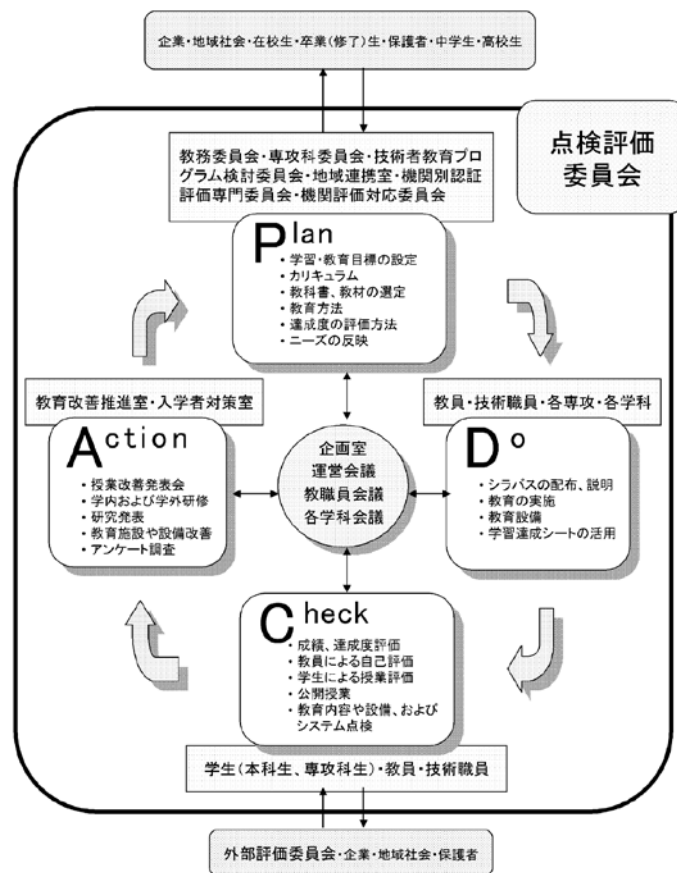 企業・地域社会・在校生・卒業(修了)生・保護者・中学生・高校生
点検評価
委員会
教務委員会・専攻科委員会・技術者教育プロ
グラム検討委員会・地域連携室・機関別認証
評価専門委員会・機関評価対応委員会
Plan
・学習・教育目標の設定
・カリキュラム
・教科書、教材の選定
・教育方法
・達成度の評価方法
・ニーズの反映
教育改善推進室・入学者対策室
Action
・授業改善発表会
・学内および学外研修
・研究発表
・教育施設や設備改善
・アンケート調査
企画室
運営会議
教職員会議
各学科会議
教員・技術職員・各専攻・各学科
Do
・シラバスの配布、説明
・教育の実施
・教育設備
・学習達成シートの活用
Check
・成績、達成度評価
・教員による自己評価
・学生による授業評価
・公開授業
・教育内容や設備、および
システム点検
学生(本科生、専攻科生)・教員・技術職員
外部評価委員会・企業・地域社会・保護者